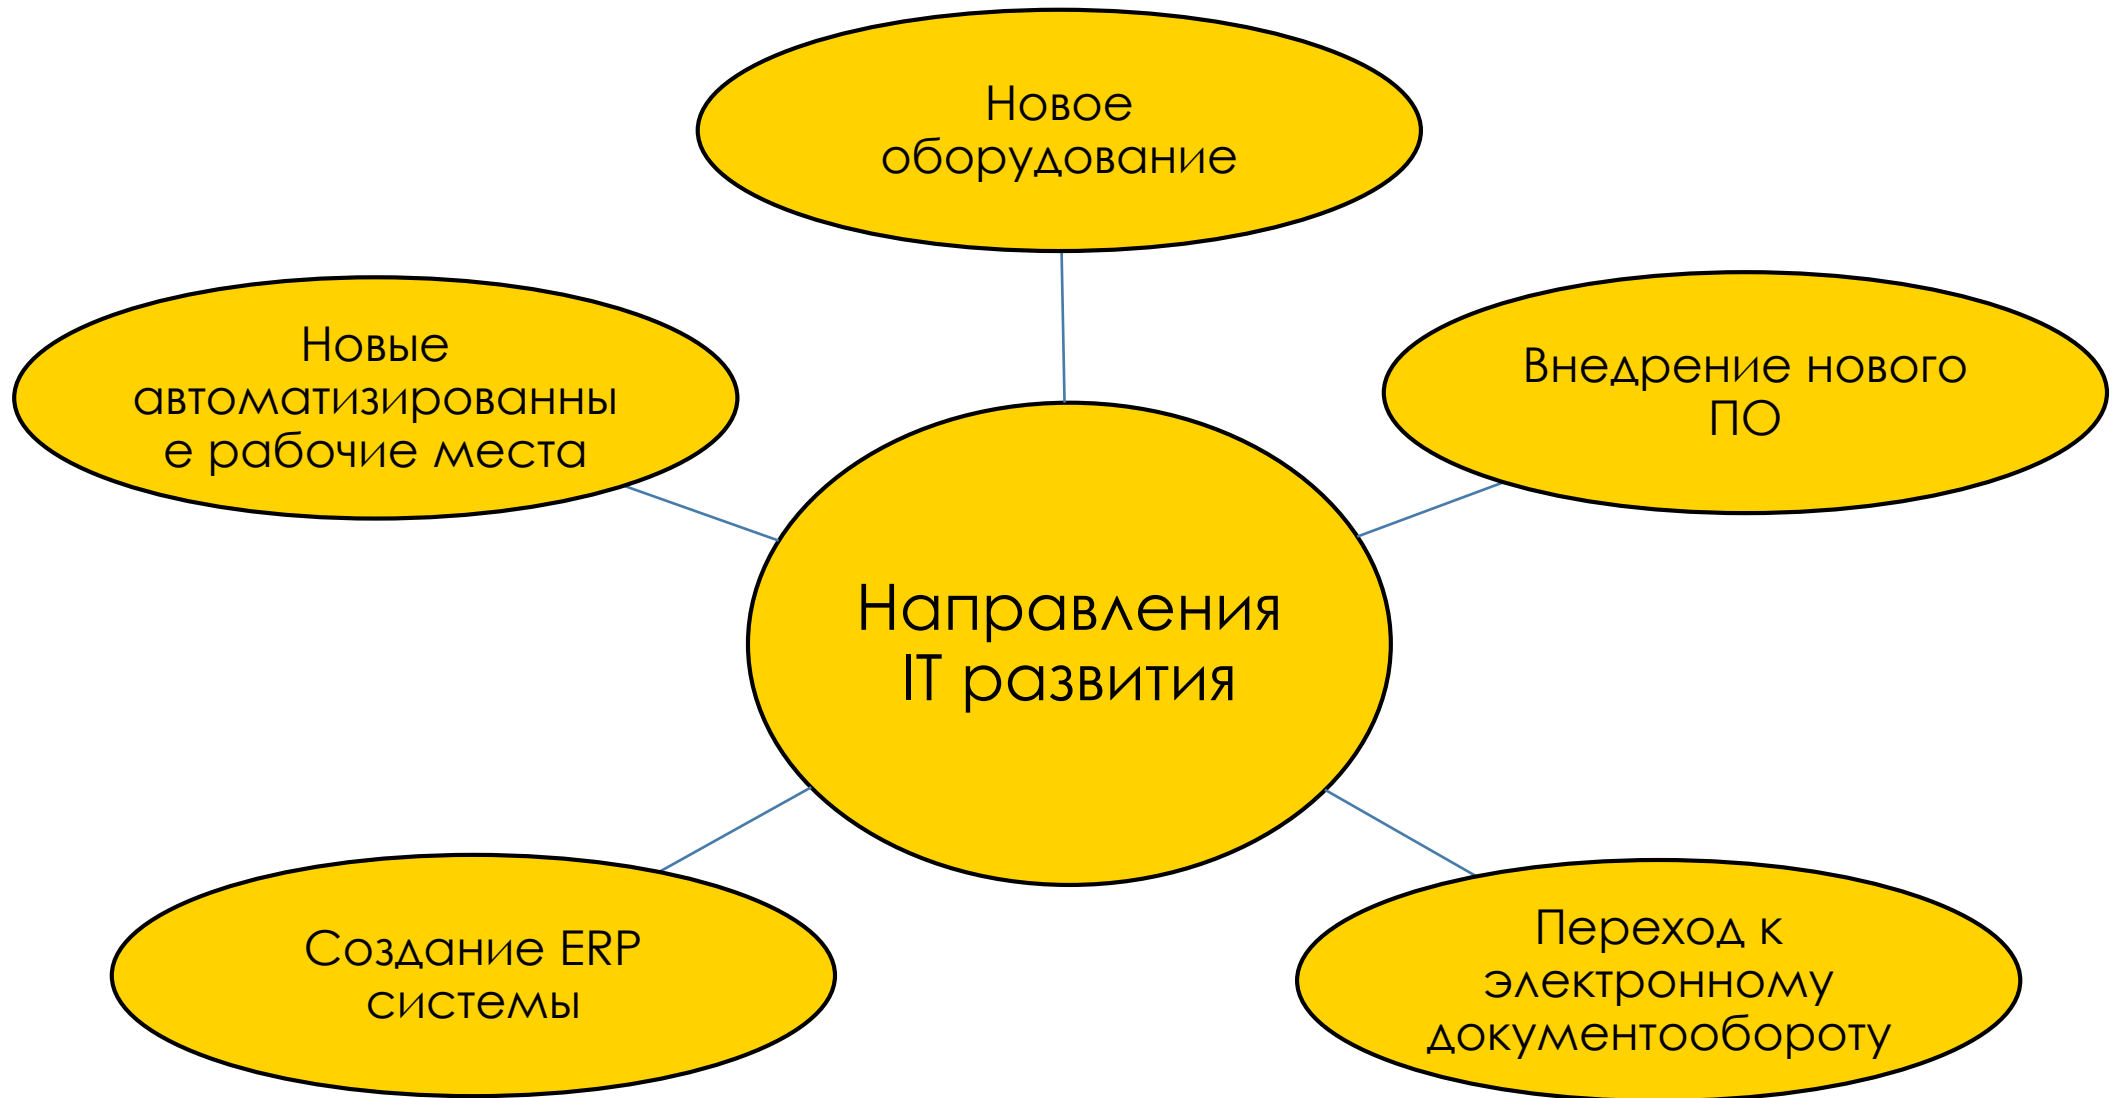 Новое
оборудование
Новые
автоматизированны
е рабочие места
Внедрение нового
ПО
Направления
IT развития
Создание ERP
системы
Переход к
электронному
документообороту